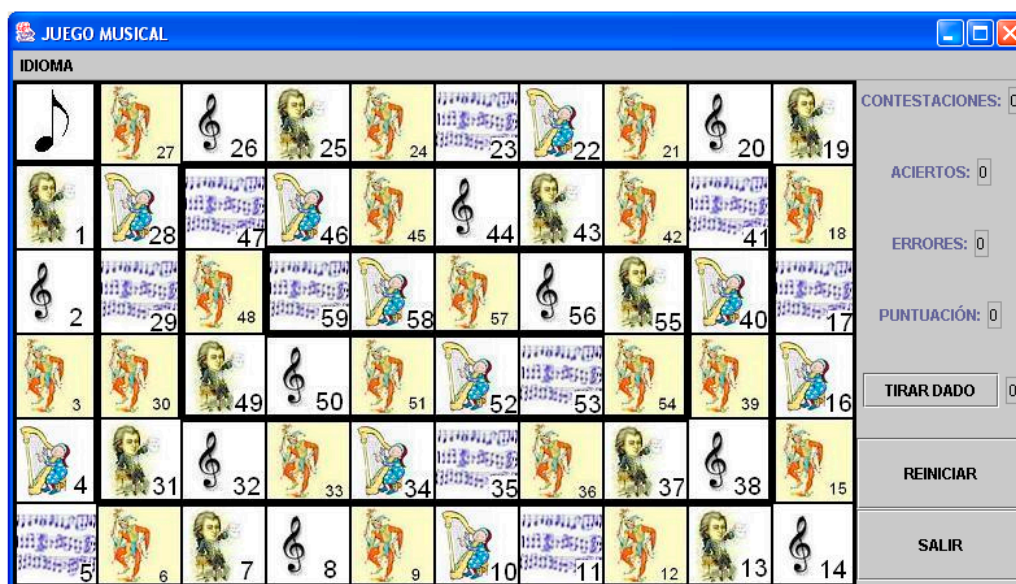 JUEGO MUSICAL
IDIOMA
27 26 25 24 23 22 21 20 19
1 28 47 46 45 44 43 42 41 18
2 29 48 59 58 57 56 55 40 17
3 30 49 50 51 52 53 54 39 16
4 31 32 33 34 35 36 37 38 15
5 6 7 8 9 10 11 12 13 14
CONTESTACIONES: 0
ACIERTOS: 0
ERRORES: 0
PUNTUACIÓN: 0
TIRAR DADO 0
REINICIAR
SALIR